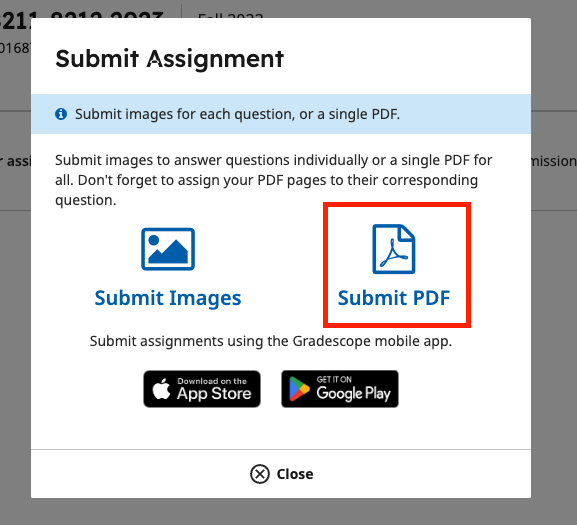 Fall 2023
Submit Assignment
Submit images for each question, or a single PDF.
Submit images to answer questions individually or a single PDF for
all. Don't forget to assign your PDF pages to their corresponding
question.
Submit Images
Submit PDF
Submit assignments using the Gradescope mobile app.
Download on the
App Store
GET IT ON
Google Play
Close